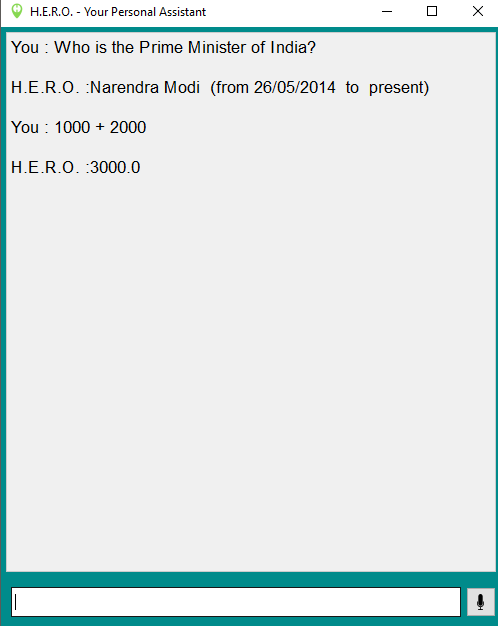 H.E.R.O. - Your Personal Assistant
You : Who is the Prime Minister of India?
H.E.R.O. :Narendra Modi  (from 26/05/2014  to  present)
You : 1000 + 2000
H.E.R.O. :3000.0